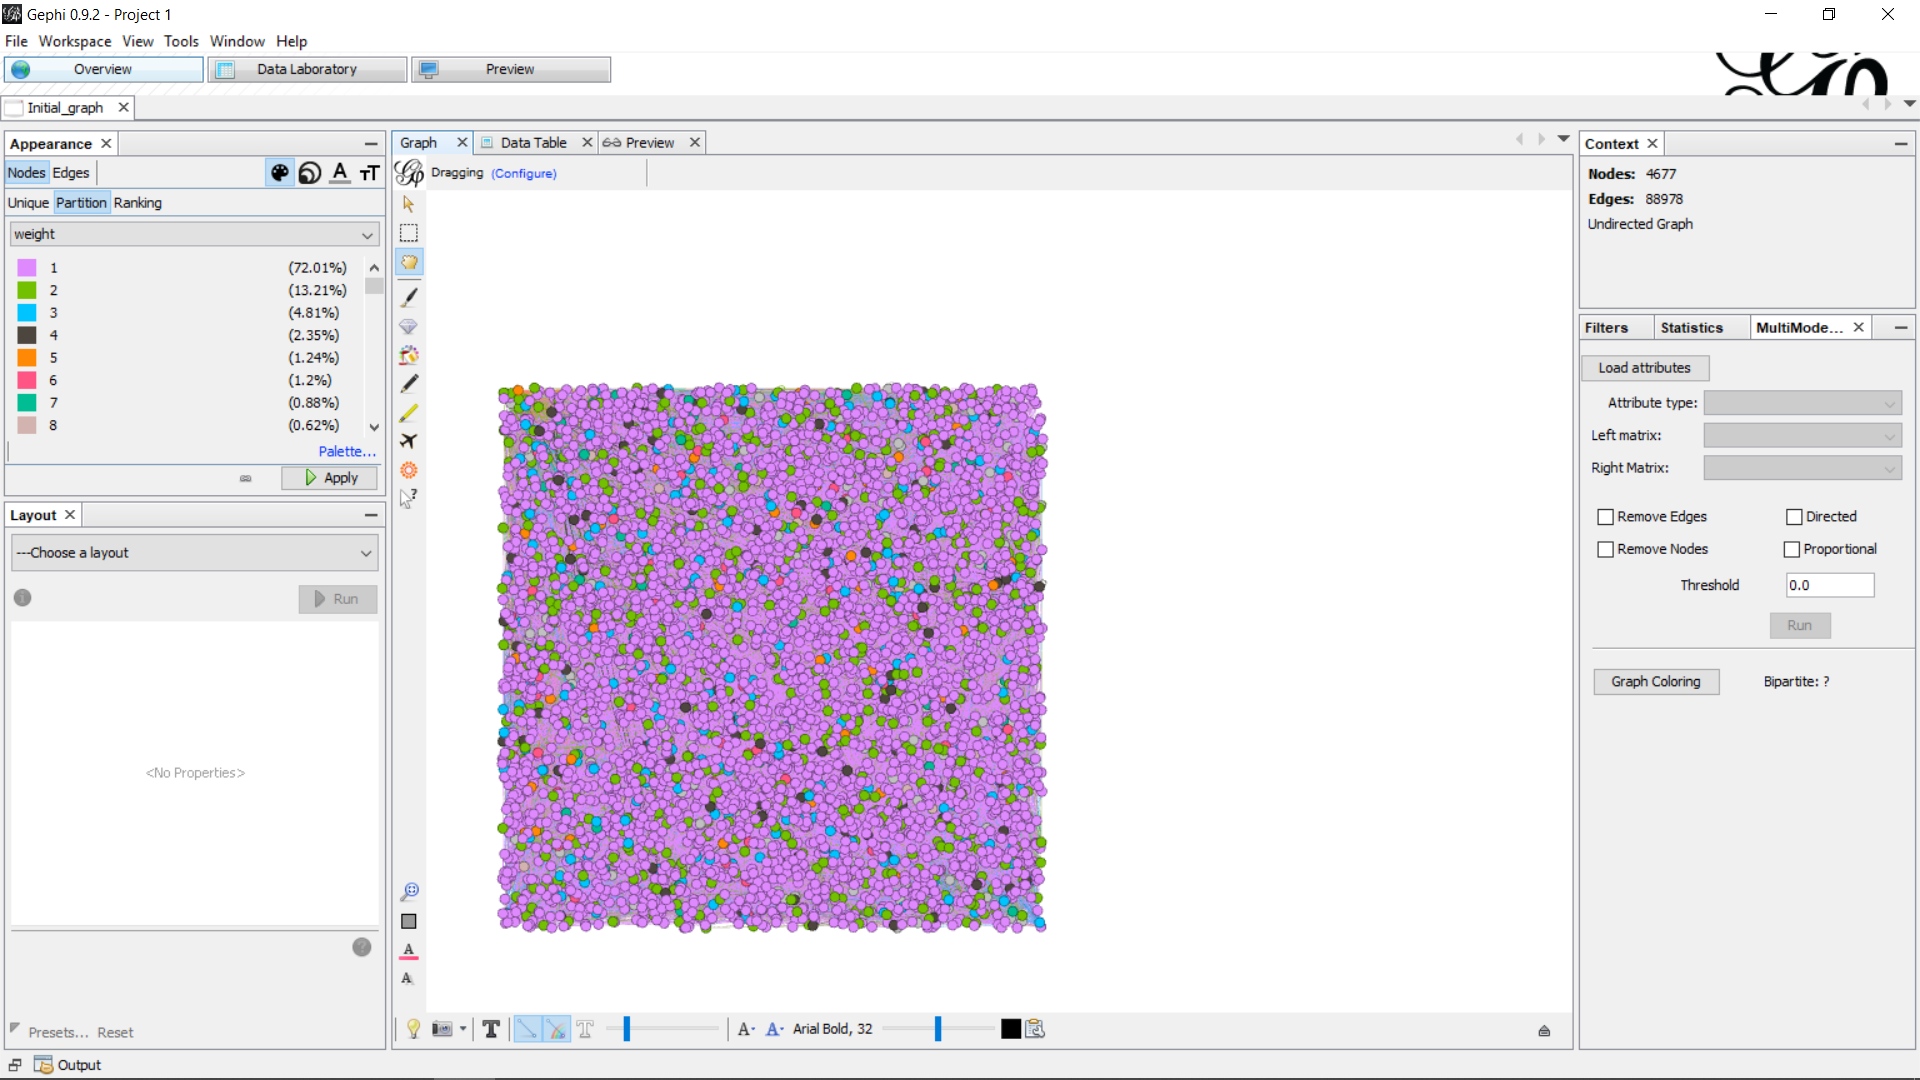 Gephi 0.9.2 - Project 1
File Workspace View Tools Window Help
Overview Data Laboratory Preview
Initial_graph
Appearance
Nodes Edges
Unique Partition Ranking
weight
1 (72.01%)
2 (13.21%)
3 (4.81%)
4 (2.35%)
5 (1.24%)
6 (1.2%)
7 (0.88%)
8 (0.62%)
Palette...
Apply
Layout
---Choose a layout
Run
<No Properties>
Presets... Reset
Output
Graph Data Table Preview
Dragging (Configure)
Arial Bold, 32
Context
Nodes: 4677
Edges: 88978
Undirected Graph
Filters Statistics MultiMode...
Load attributes
Attribute type:
Left matrix:
Right Matrix:
Remove Edges Directed
Remove Nodes Proportional
Threshold 0.0
Run
Graph Coloring Bipartite: ?